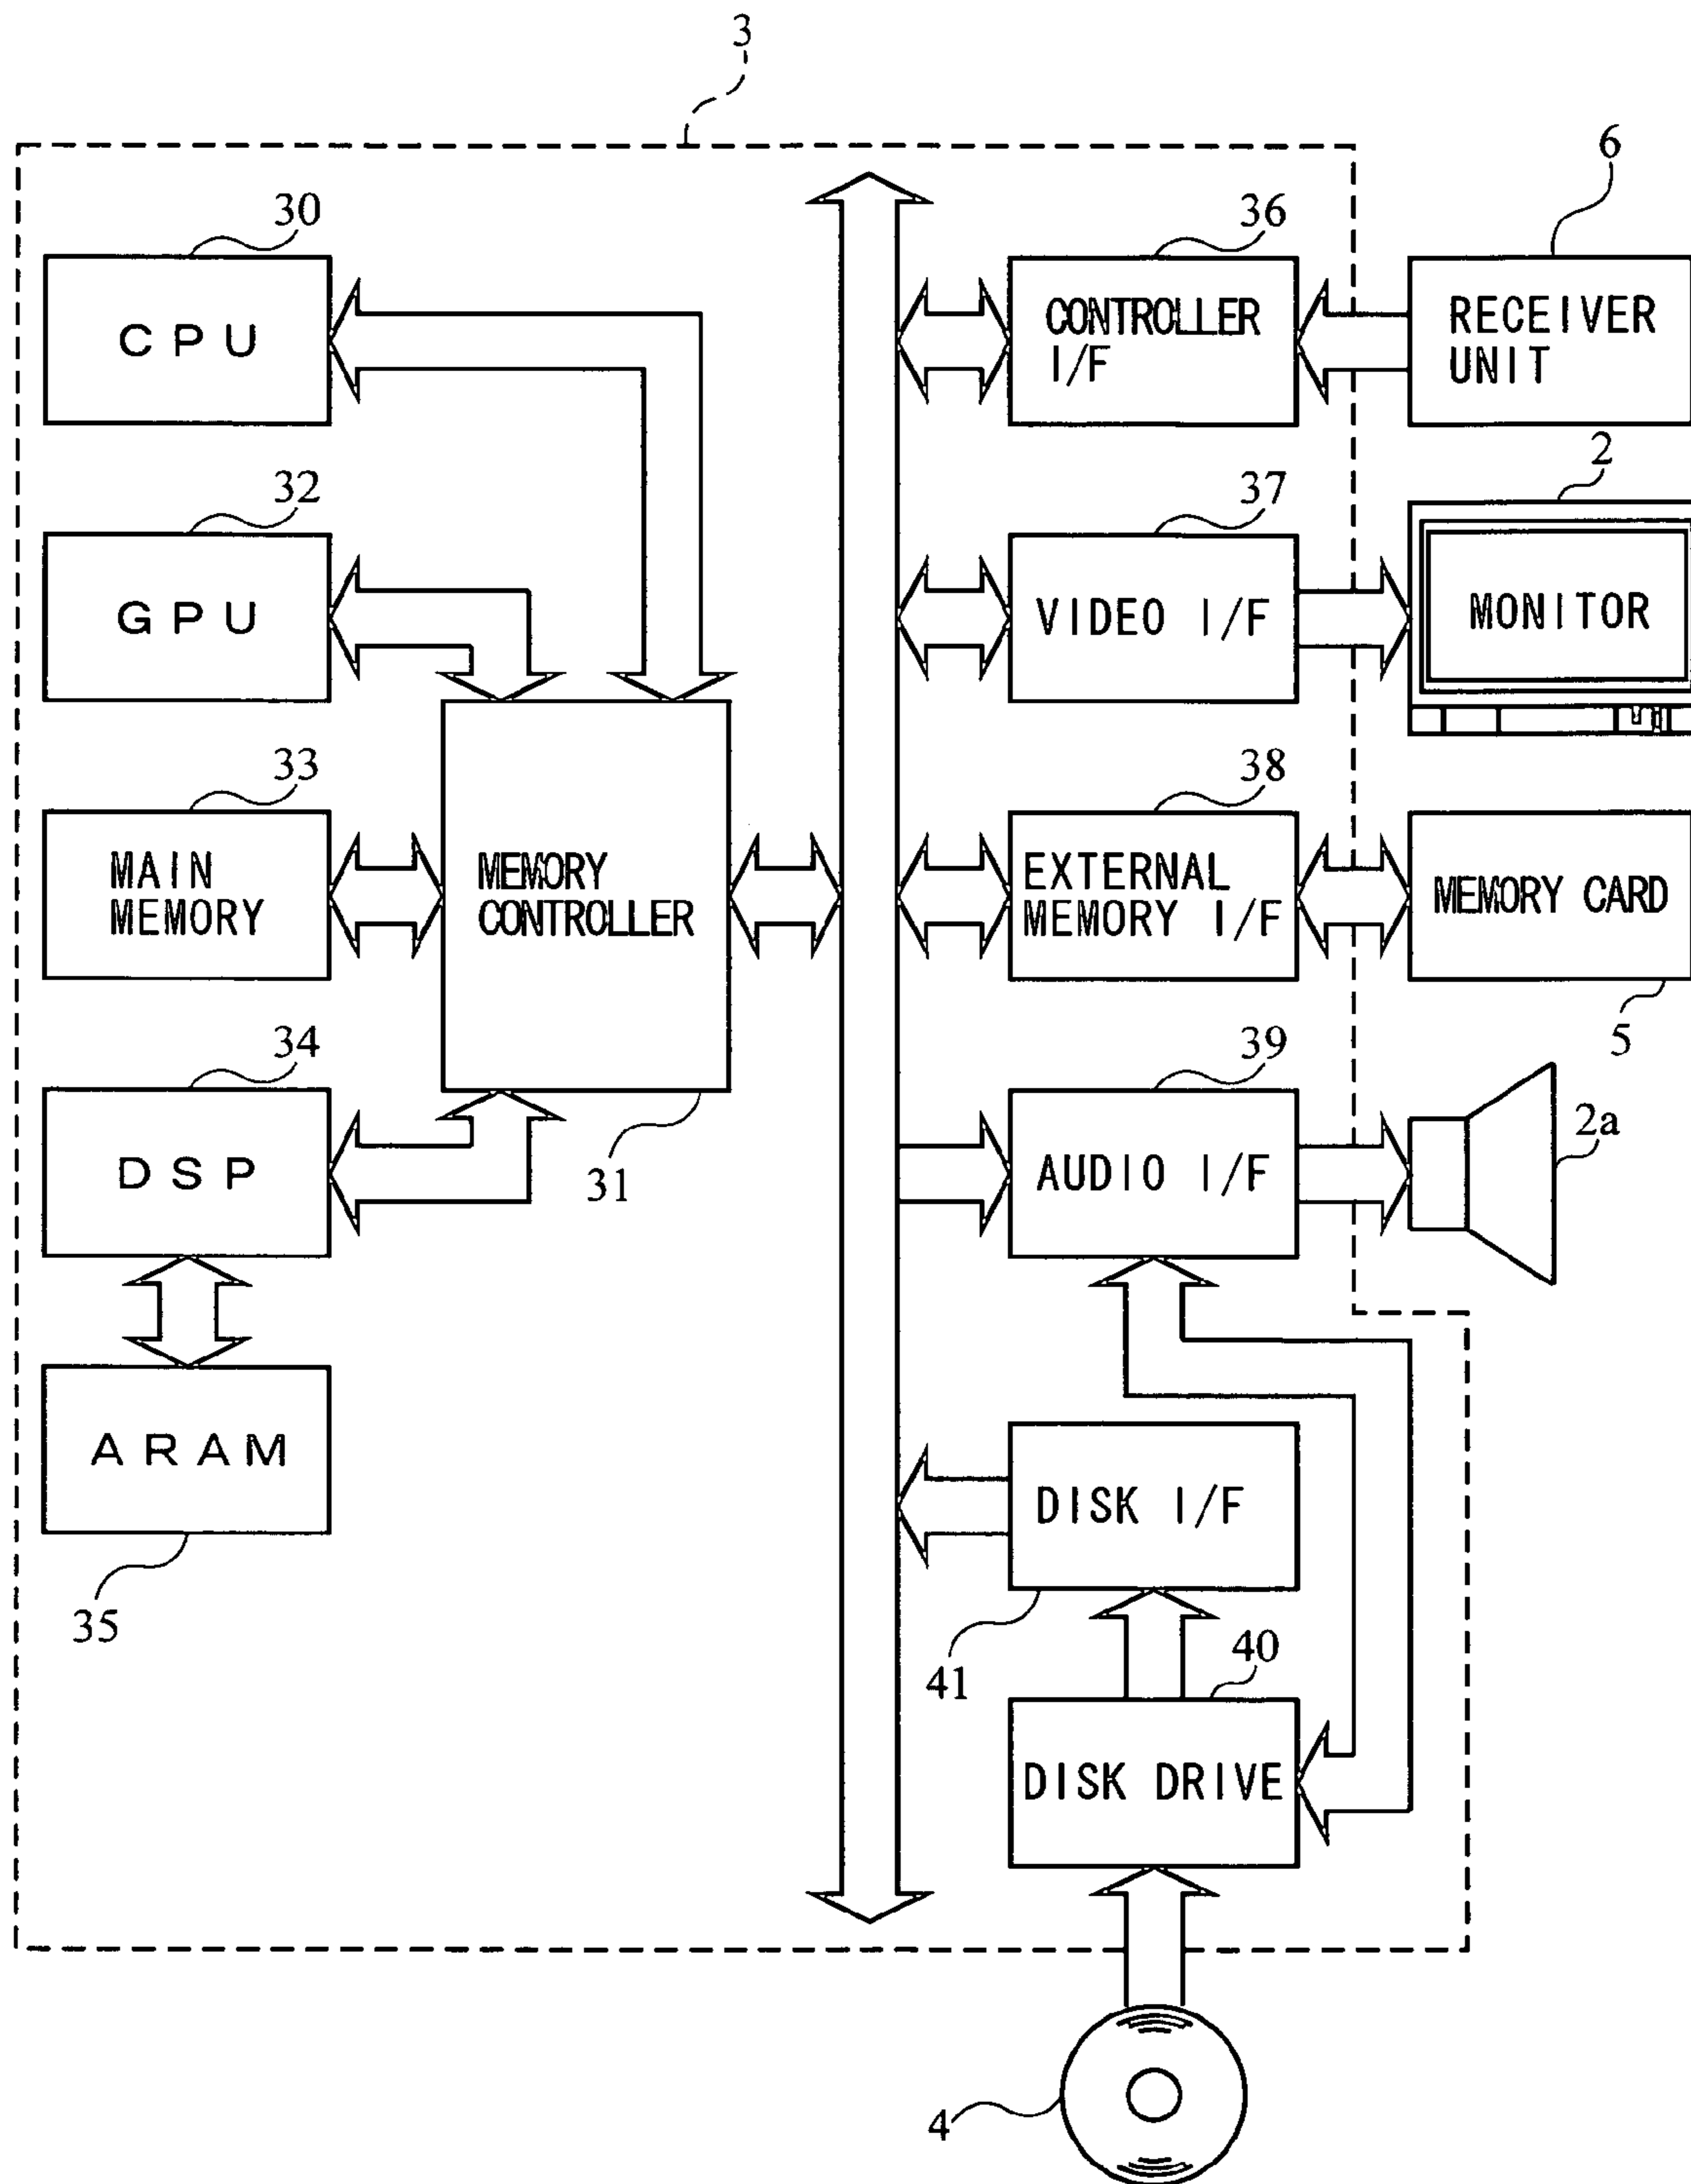 3
6
30
36
CPU
CONTROLLER
I/F
RECEIVER
UNIT
2
32
37
GPU
VIDEO I/F
MONITOR
33
38
MAIN
MEMORY
MEMORY
CONTROLLER
EXTERNAL
MEMORY I/F
MEMORY CARD
5
34
39
2a
DSP
31
AUDIO I/F
ARAM
35
DISK I/F
41
40
DISK DRIVE
4